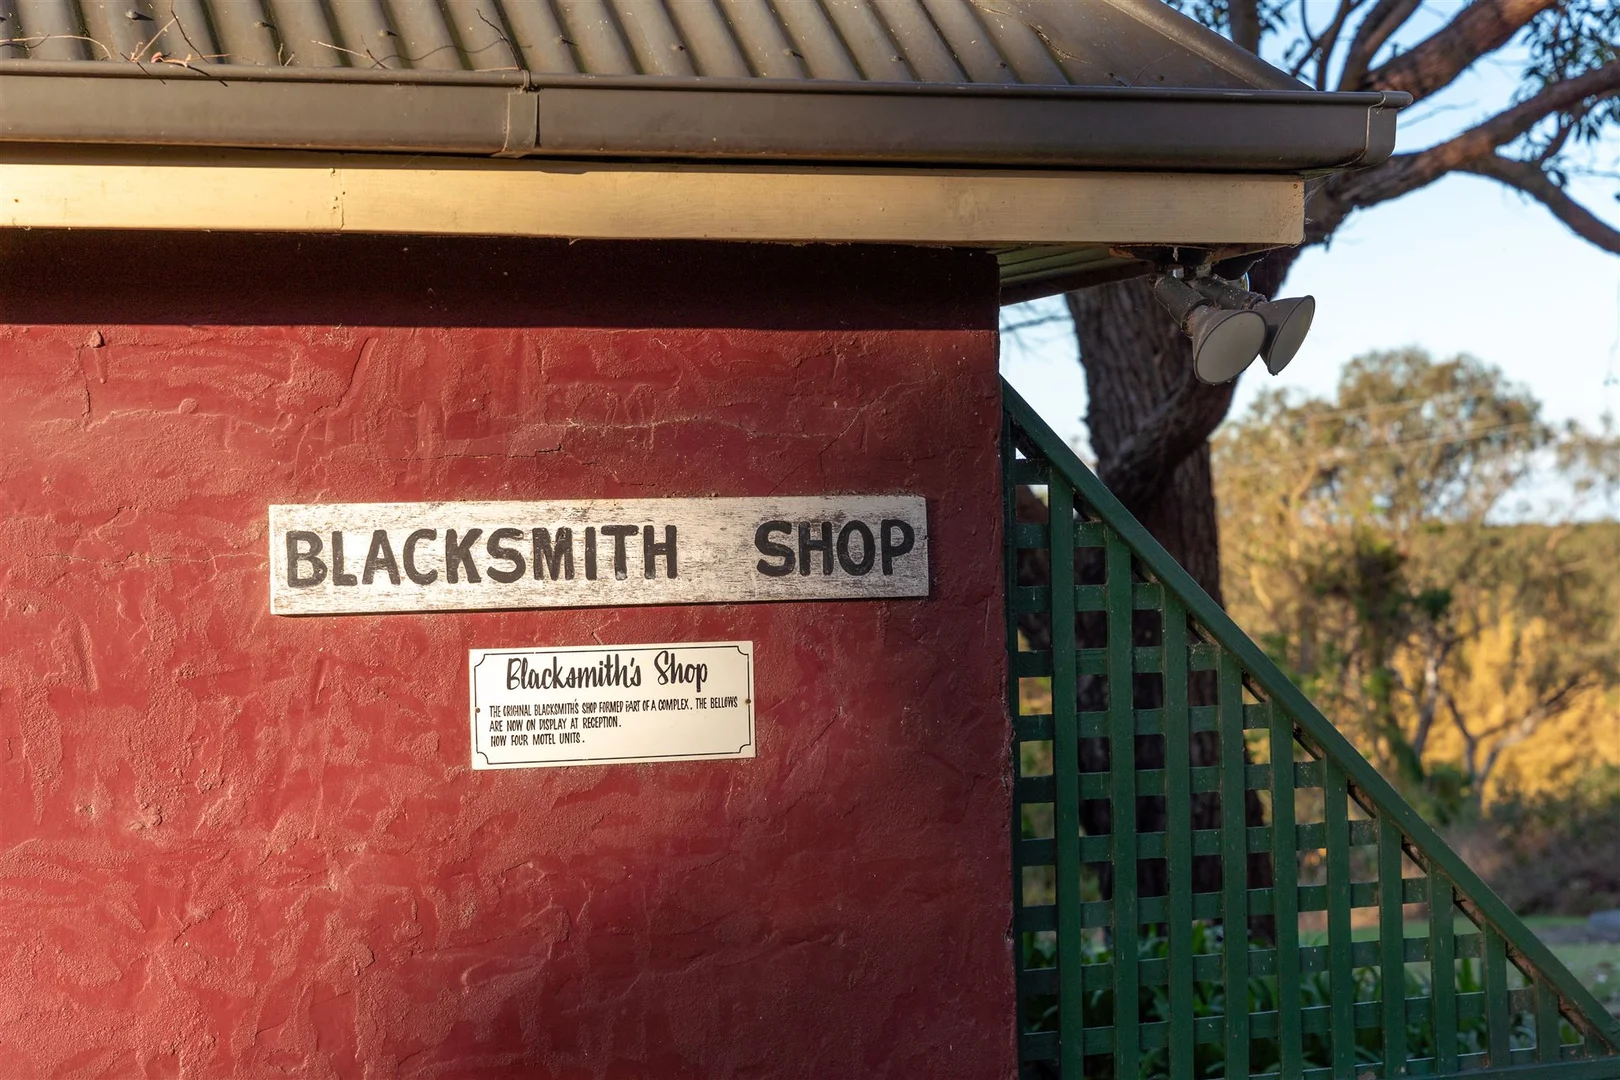 BLACKSMITH SHOP
Blacksmith's Shop
THE ORIGINAL BLACKSMITH'S SHOP FORMED PART OF A COMPLEX. THE BELLOWS
ARE NOW ON DISPLAY AT RECEPTION.
NOW FOUR MOTEL UNITS.